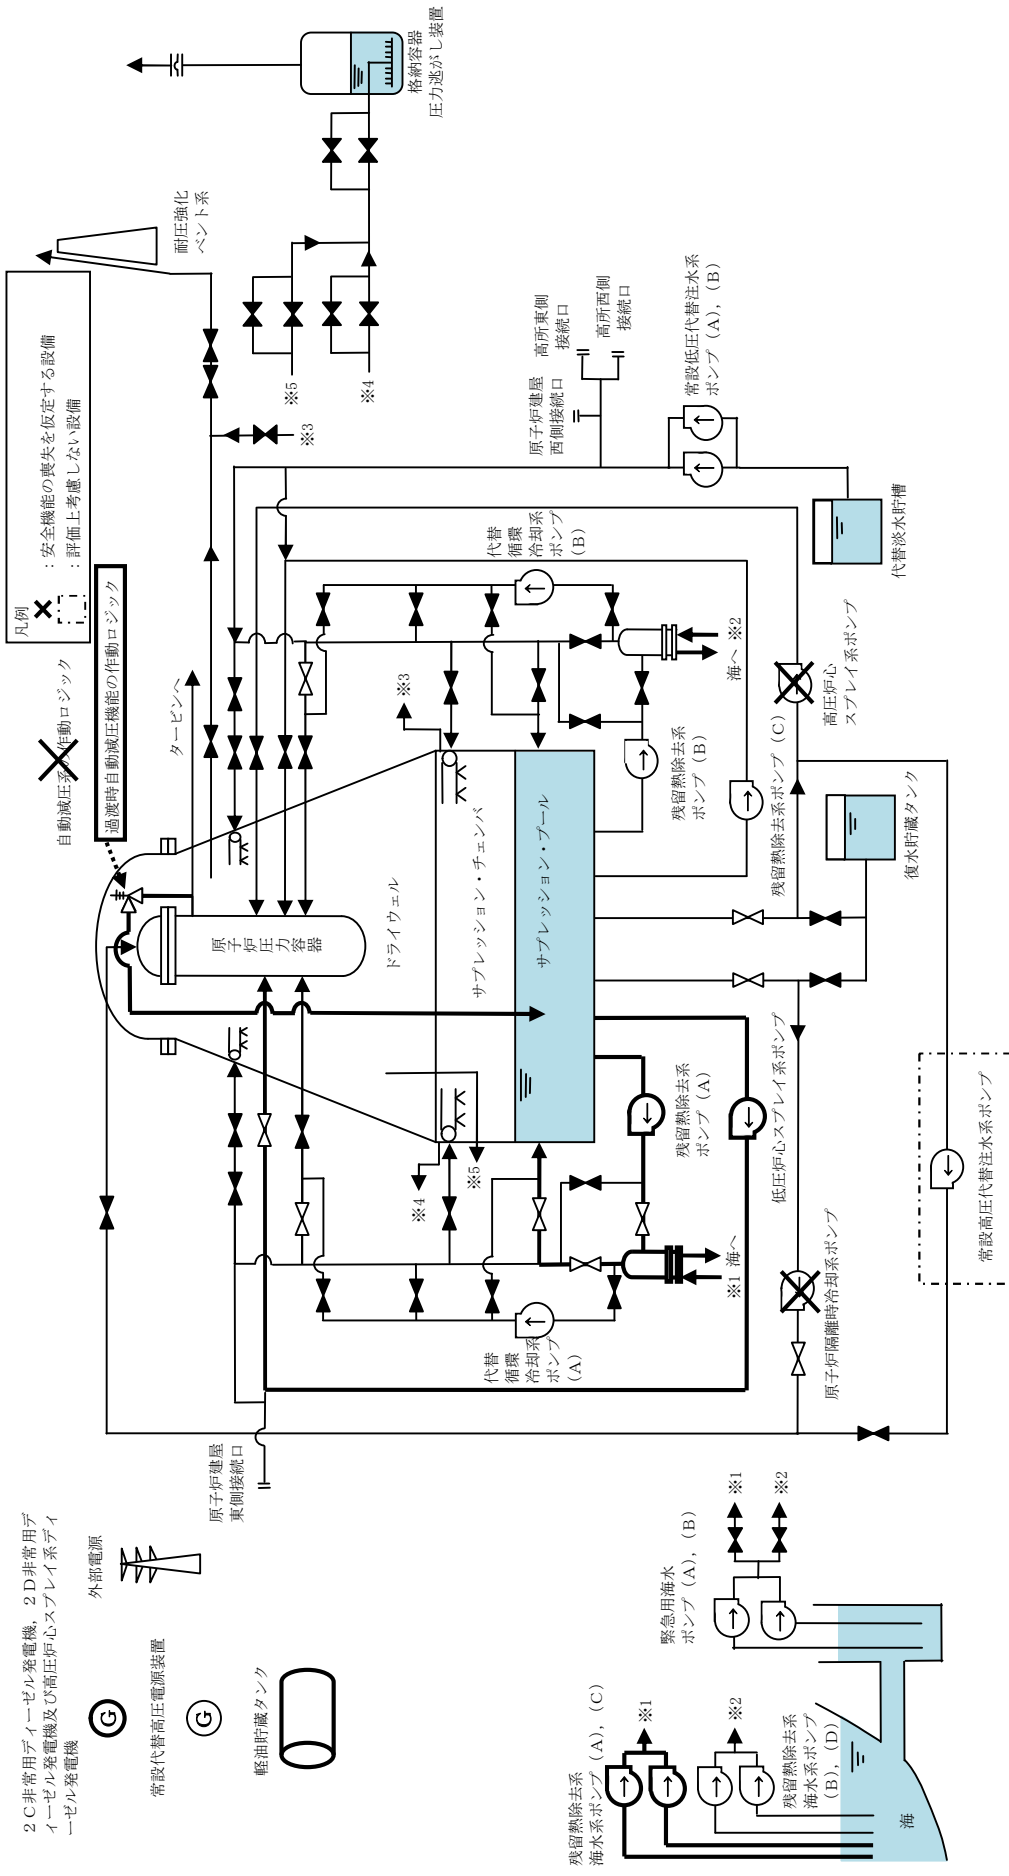 凡例
：安全機能の喪失を仮定する設備
：評価上考慮しない設備
自動減圧系の作動ロジック
過渡時自動減圧機能の作動ロジック
タービンへ
耐圧強化
ベント系
格納容器
圧力逃がし装置
※5
※4
※3
高所東側
接続口
高所西側
接続口
原子炉建屋
西側接続口
常設低圧代替注水系
ポンプ（A），（B）
代替淡水貯槽
代替
循環
冷却系
ポンプ
（B）
※3
海へ
※2
残留熱除去系
ポンプ（B）
高圧炉心
スプレイ系ポンプ
残留熱除去系ポンプ（C）
復水貯蔵タンク
原子炉圧力容器
ドライウェル
サプレッション・チェンバ
サプレッション・プール
※4
※5
残留熱除去系
ポンプ（A）
低圧炉心スプレイ系ポンプ
※1
海へ
代替
循環
冷却系
ポンプ
（A）
原子炉隔離時冷却系ポンプ
常設高圧代替注水系ポンプ
原子炉建屋
東側接続口
2C非常用ディーゼル発電機，2D非常用デ
ィーゼル発電機及び高圧炉心スプレイ系ディ
ーゼル発電機
G
外部電源
常設代替高圧電源装置
G
軽油貯蔵タンク
緊急用海水
ポンプ（A），（B）
※1
※2
残留熱除去系
海水系ポンプ（A），（C）
※1
※2
残留熱除去系
海水系ポンプ
（B），（D）
海